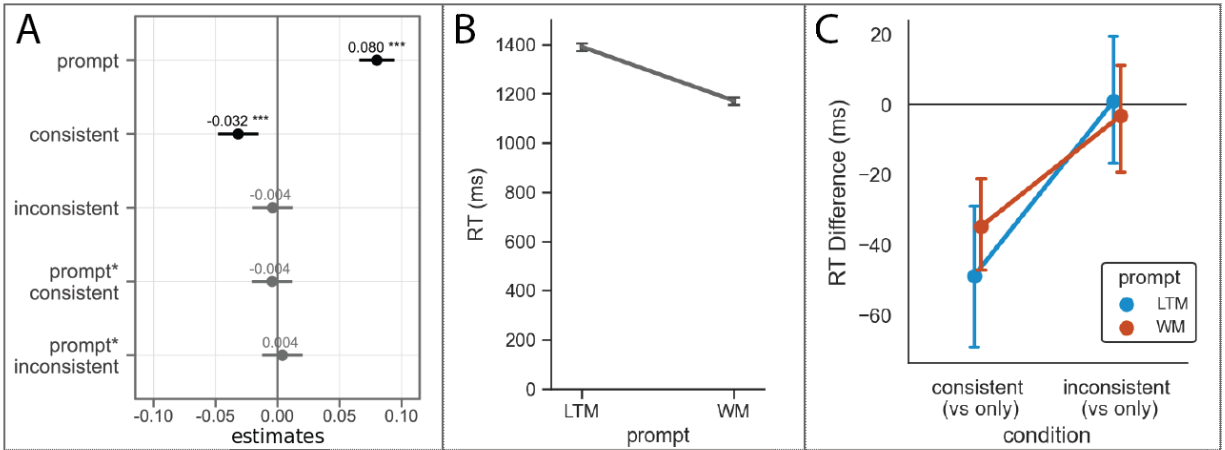 A
prompt
consistent
inconsistent
prompt*
consistent
prompt*
inconsistent
0.080 ***
-0.032 ***
-0.004
-0.004
0.004
-0.10
-0.05
0.00
0.05
0.10
estimates
B
RT (ms)
1400
1200
1000
800
600
400
200
0
LTM
WM
prompt
C
RT Difference (ms)
20
0
−20
−40
−60
prompt
LTM
WM
consistent
(vs only)
inconsistent
(vs only)
condition